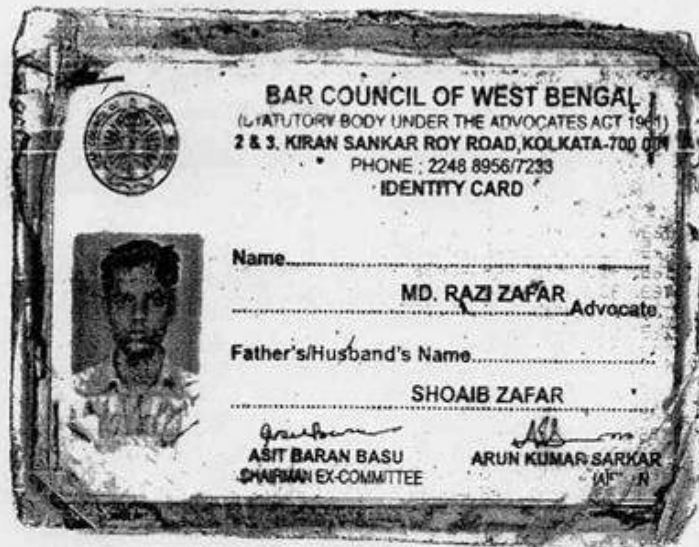 BAR COUNCIL OF WEST BENGAL
(STATUTORY BODY UNDER THE ADVOCATES ACT 1961)
2 & 3, KIRAN SANKAR ROY ROAD, KOLKATA-700
PHONE : 2248 8956/7233
IDENTITY CARD
Name
MD. RAZI ZAFAR
Advocate
Father's/Husband's Name
SHOAIB ZAFAR
ASIT BARAN BASU
CHAIRMAN EX-COMMITTEE
ARUN KUMAR SARKAR